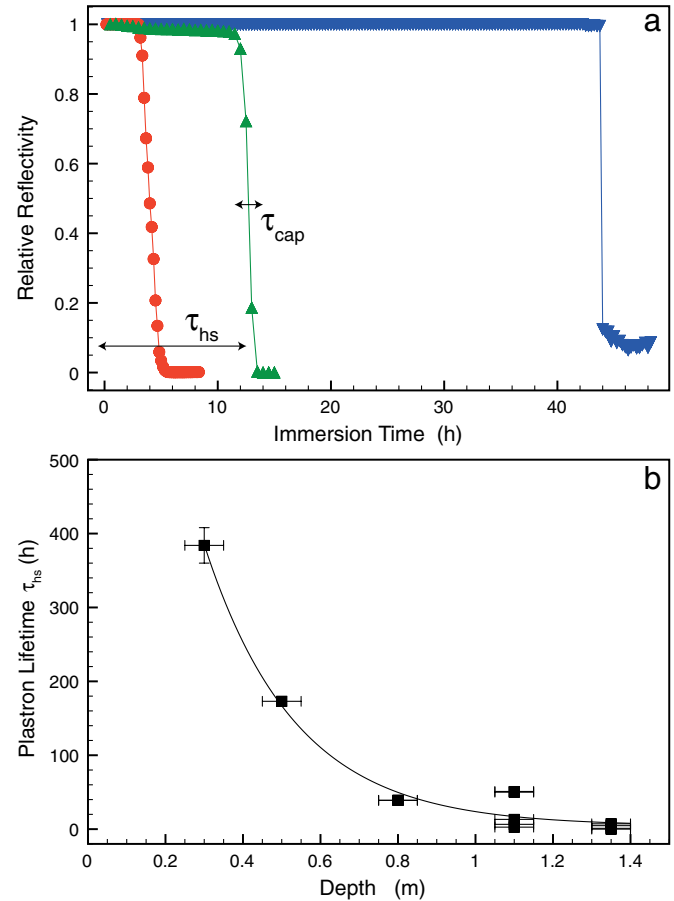 a
1
0.8
0.6
0.4
0.2
0
Relative Reflectivity
τcap
τhs
0 10 20 30 40
Immersion Time (h)
b
500
400
300
200
100
0
Plastron Lifetime τhs (h)
0 0.2 0.4 0.6 0.8 1 1.2 1.4
Depth (m)